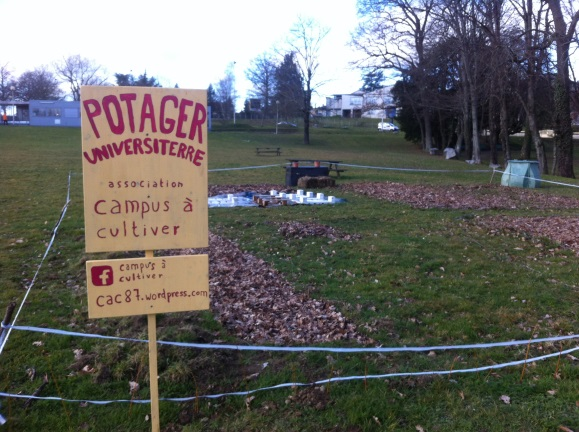 POTAGER
UNIVERSITERRE
association
campus à
cultiver
f campus à
cultiver
cac87.wordpress.com